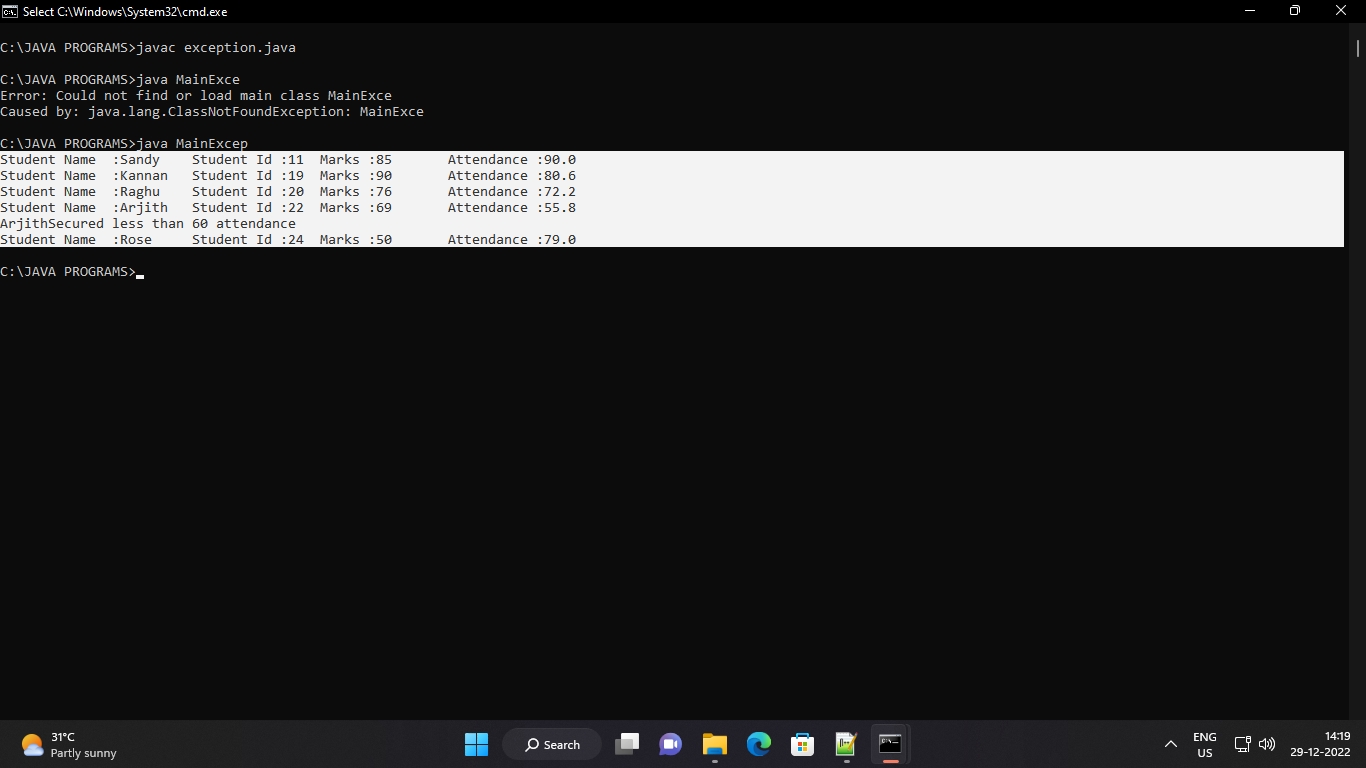 Select C:\Windows\System32\cmd.exe
C:\JAVA PROGRAMS>javac exception.java
C:\JAVA PROGRAMS>java MainExce
Error: Could not find or load main class MainExce
Caused by: java.lang.ClassNotFoundException: MainExce
C:\JAVA PROGRAMS>java MainExcep
Student Name  :Sandy    Student Id :11  Marks :85       Attendance :90.0
Student Name  :Kannan   Student Id :19  Marks :90       Attendance :80.6
Student Name  :Raghu    Student Id :20  Marks :76       Attendance :72.2
Student Name  :Arjith   Student Id :22  Marks :69       Attendance :55.8
ArjithSecured less than 60 attendance
Student Name  :Rose     Student Id :24  Marks :50       Attendance :79.0
C:\JAVA PROGRAMS>
31°C
Partly sunny
Search
ENG
US
14:19
29-12-2022